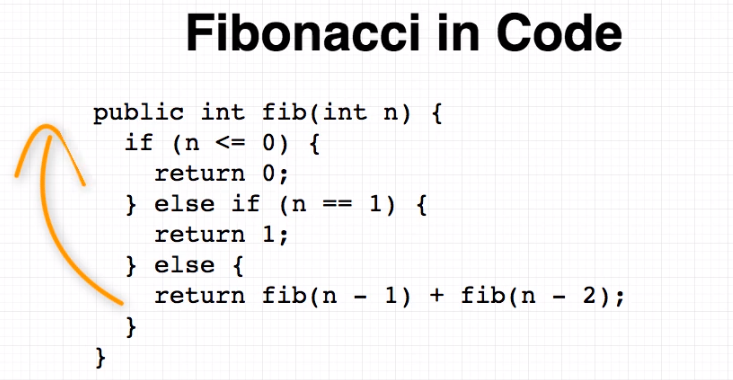 Fibonacci in Code
public int fib(int n) {
  if (n <= 0) {
    return 0;
  } else if (n == 1) {
    return 1;
  } else {
    return fib(n - 1) + fib(n - 2);
  }
}